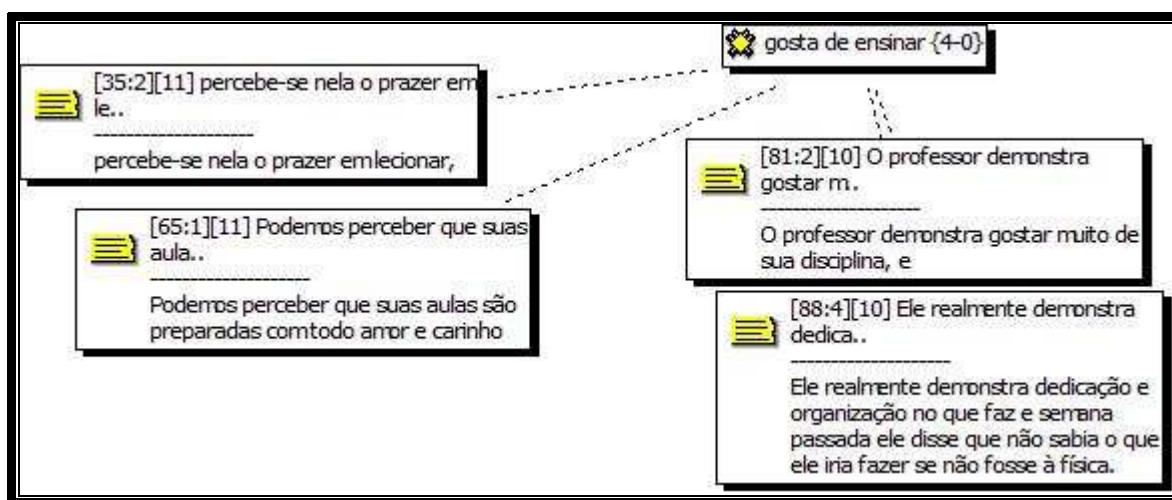 gosta de ensinar {4-0}
[35:2][11] percebe-se nela o prazer em
le..
--------------------
percebe-se nela o prazer em lecionar,
[65:1][11] Podemos perceber que suas
aula..
--------------------
Podemos perceber que suas aulas são
preparadas com todo amor e carinho
[81:2][10] O professor demonstra
gostar m..
--------------------
O professor demonstra gostar muito de
sua disciplina, e
[88:4][10] Ele realmente demonstra
dedica..
--------------------
Ele realmente demonstra dedicação e
organização no que faz e semana
passada ele disse que não sabia o que
ele iria fazer se não fosse à física.